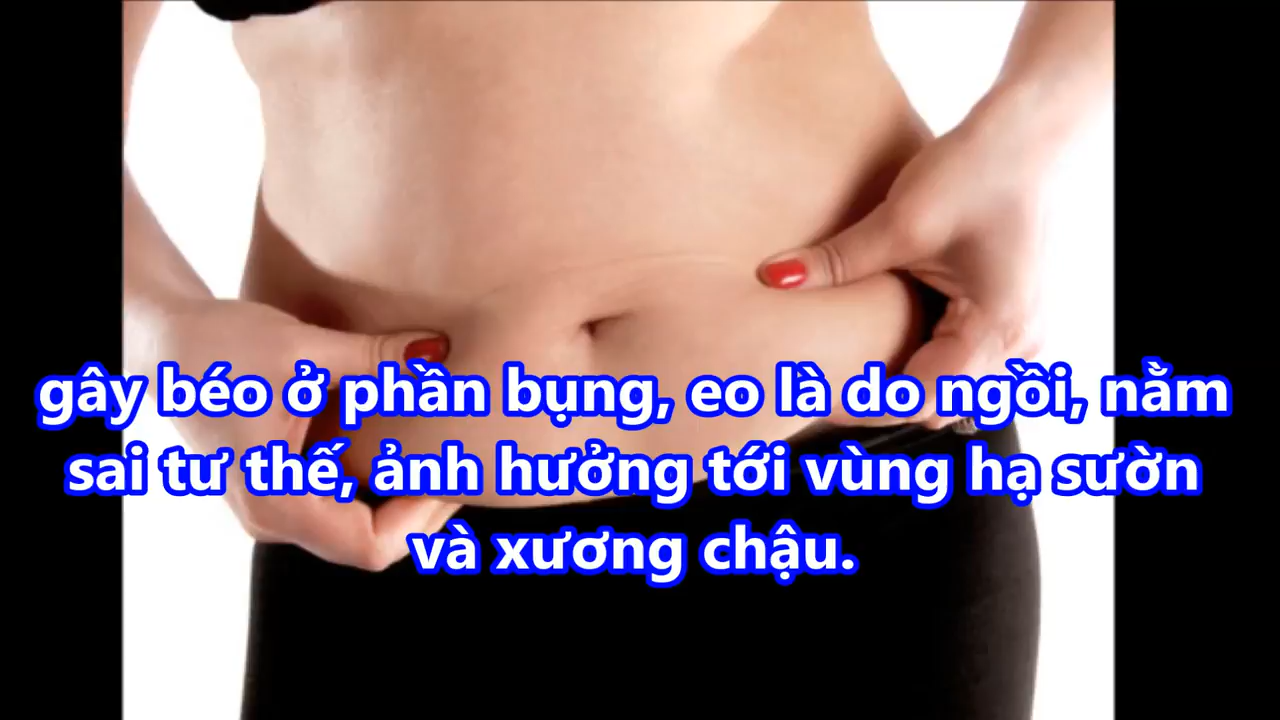 gây béo ở phần bụng, eo là do ngồi, nằm
sai tư thế, ảnh hưởng tới vùng hạ sườn
và xương chậu.